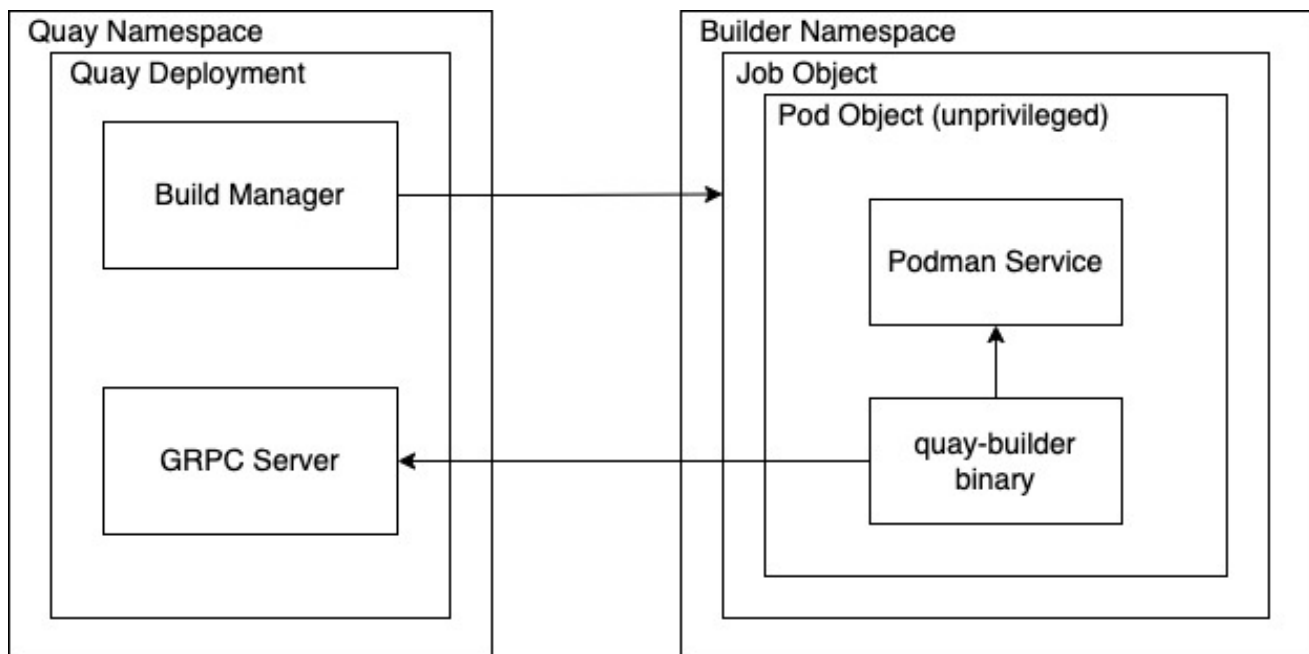 Quay Namespace
Quay Deployment
Build Manager
GRPC Server
Builder Namespace
Job Object
Pod Object (unprivileged)
Podman Service
quay-builder
binary